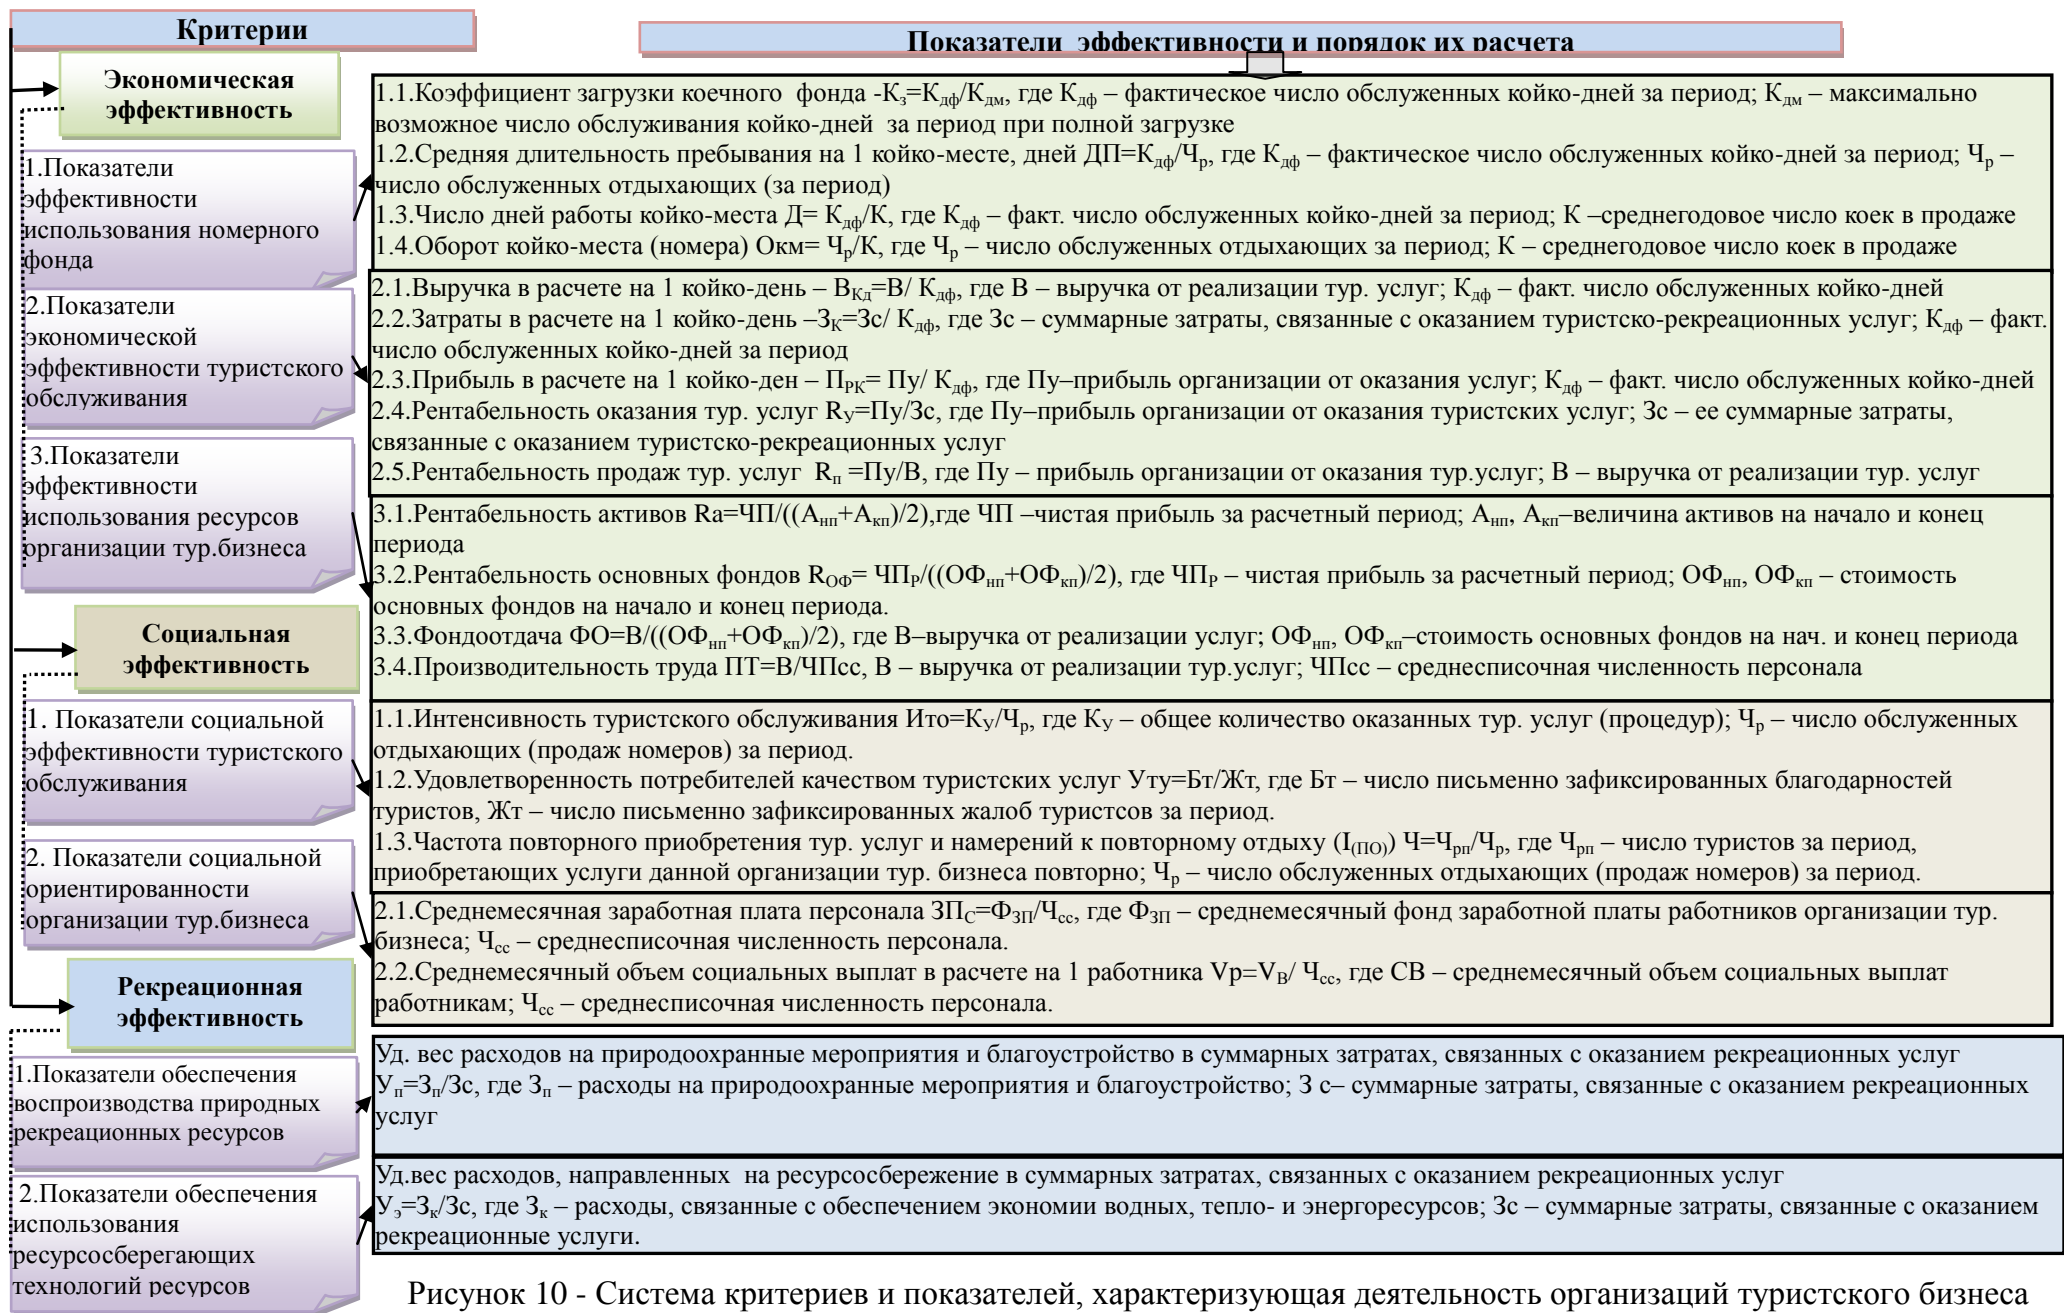 Критерии
Показатели эффективности и порядок их расчета
Экономическая
эффективность
1.Показатели
эффективности
использования номерного
фонда
1.1.Коэффициент загрузки коечного фонда -Kз=Kдф/Kдм, где Kдф – фактическое число обслуженных койко-дней за период; Kдм – максимально
возможное число обслуживания койко-дней за период при полной загрузке
1.2.Средняя длительность пребывания на 1 койко-месте, дней ДП=Kдф/Чр, где Kдф – фактическое число обслуженных койко-дней за период; Чр –
число обслуженных отдыхающих (за период)
1.3.Число дней работы койко-места Д= Kдф/К, где Kдф – факт. число обслуженных койко-дней за период; К –среднегодовое число коек в продаже
1.4.Оборот койко-места (номера) Окм= Чр/К, где Чр – число обслуженных отдыхающих за период; К – среднегодовое число коек в продаже
2.Показатели
экономической
эффективности туристского
обслуживания
2.1.Выручка в расчете на 1 койко-день – ВКд=В/ Kдф, где В – выручка от реализации тур. услуг; Kдф – факт. число обслуженных койко-дней
2.2.Затраты в расчете на 1 койко-день –ЗК=Зс/ Kдф, где Зс – суммарные затраты, связанные с оказанием туристско-рекреационных услуг; Kдф – факт.
число обслуженных койко-дней за период
2.3.Прибыль в расчете на 1 койко-ден – ПРК= Пу/ Kдф, где Пу–прибыль организации от оказания услуг; Kдф – факт. число обслуженных койко-дней
2.4.Рентабельность оказания тур. услуг RУ=Пу/Зс, где Пу–прибыль организации от оказания туристских услуг; Зс – ее суммарные затраты,
связанные с оказанием туристско-рекреационных услуг
2.5.Рентабельность продаж тур. услуг Rп =Пу/В, где Пу – прибыль организации от оказания тур.услуг; В – выручка от реализации тур. услуг
3.Показатели
эффективности
использования ресурсов
организации тур.бизнеса
3.1.Рентабельность активов Ra=ЧП/((Анп+Акп)/2),где ЧП –чистая прибыль за расчетный период; Анп, Акп–величина активов на начало и конец
периода
3.2.Рентабельность основных фондов RОФ= ЧПР/((ОФнп+ОФкп)/2), где ЧПР – чистая прибыль за расчетный период; ОФнп, ОФкп – стоимость
основных фондов на начало и конец периода.
3.3.Фондоотдача ФО=В/((ОФнп+ОФкп)/2), где В–выручка от реализации услуг; ОФнп, ОФкп–стоимость основных фондов на нач. и конец периода
3.4.Производительность труда ПТ=В/ЧПсс, В – выручка от реализации тур.услуг; ЧПсс – среднесписочная численность персонала
Социальная
эффективность
1. Показатели социальной
эффективности туристского
обслуживания
1.1.Интенсивность туристского обслуживания Ито=КУ/Чр, где КУ – общее количество оказанных тур. услуг (процедур); Чр – число обслуженных
отдыхающих (продаж номеров) за период.
1.2.Удовлетворенность потребителей качеством туристских услуг Уту=Бт/Жт, где Бт – число письменно зафиксированных благодарностей
туристов, Жт – число письменно зафиксированных жалоб туристсов за период.
1.3.Частота повторного приобретения тур. услуг и намерений к повторному отдыху (I(ПО)) Ч=Чрп/Чр, где Чрп – число туристов за период,
приобретающих услуги данной организации тур. бизнеса повторно; Чр – число обслуженных отдыхающих (продаж номеров) за период.
2. Показатели социальной
ориентированности
организации тур.бизнеса
2.1.Среднемесячная заработная плата персонала ЗПС=ФЗП/Чсс, где ФЗП – среднемесячный фонд заработной платы работников организации тур.
бизнеса; Чсс – среднесписочная численность персонала.
2.2.Среднемесячный объем социальных выплат в расчете на 1 работника Vр=VВ/ Чсс, где СВ – среднемесячный объем социальных выплат
работникам; Чсс – среднесписочная численность персонала.
Рекреационная
эффективность
1.Показатели обеспечения
воспроизводства природных
рекреационных ресурсов
Уд. вес расходов на природоохранные мероприятия и благоустройство в суммарных затратах, связанных с оказанием рекреационных услуг
Уп=Зп/Зс, где Зп – расходы на природоохранные мероприятия и благоустройство; З с– суммарные затраты, связанные с оказанием рекреационных
услуг
2.Показатели обеспечения
использования
ресурсосберегающих
технологий ресурсов
Уд.вес расходов, направленных на ресурсосбережение в суммарных затратах, связанных с оказанием рекреационных услуг
Уэ=Зк/Зс, где Зк – расходы, связанные с обеспечением экономии водных, тепло- и энергоресурсов; Зс – суммарные затраты, связанные с оказанием
рекреационные услуги.
Рисунок 10 - Система критериев и показателей, характеризующая деятельность организаций туристского бизнеса